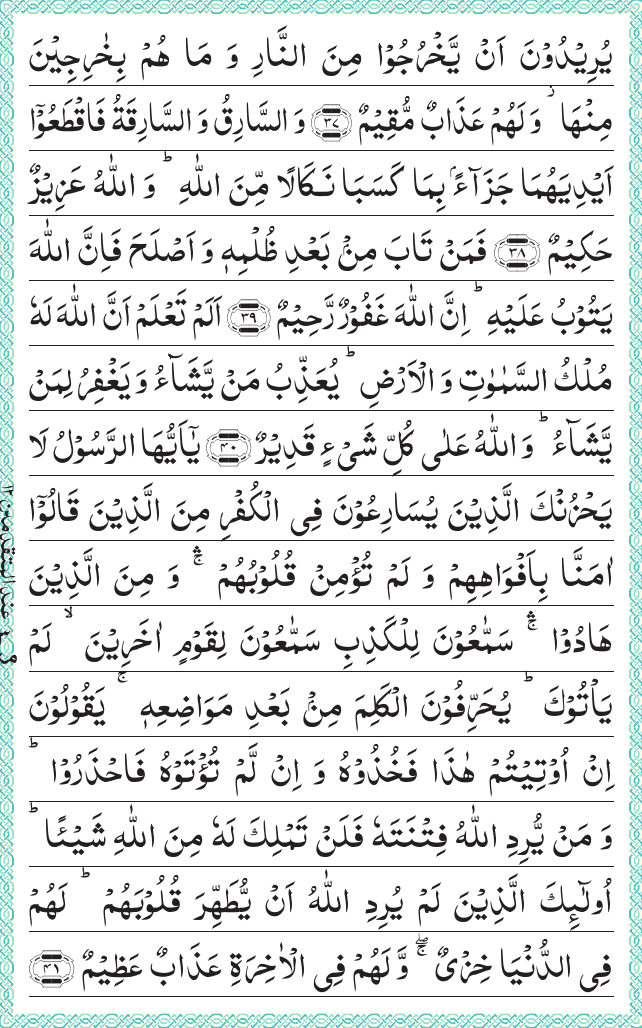 يُرِيْدُوْنَ اَنْ يَّخْرُجُوْا مِنَ النَّارِ وَ مَا هُمْ بِخٰرِجِيْنَ
مِنْهَا ؗ وَلَهُمْ عَذَابٌ مُّقِيْمٌ ﴿۳۷﴾ وَالسَّارِقُ وَالسَّارِقَةُ فَاقْطَعُوْۤا
اَيْدِيَهُمَا جَزَآءًۢ بِمَا كَسَبَا نَكَالًا مِّنَ اللّٰهِ ؕ وَ اللّٰهُ عَزِيْزٌ
حَكِيْمٌ ﴿۳۸﴾ فَمَنْ تَابَ مِنْۢ بَعْدِ ظُلْمِهٖ وَ اَصْلَحَ فَاِنَّ اللّٰهَ
يَتُوْبُ عَلَيْهِ ؕ اِنَّ اللّٰهَ غَفُوْرٌ رَّحِيْمٌ ﴿۳۹﴾ اَلَمْ تَعْلَمْ اَنَّ اللّٰهَ لَهٗ
مُلْكُ السَّمٰوٰتِ وَ الْاَرْضِ ؕ يُعَذِّبُ مَنْ يَّشَآءُ وَ يَغْفِرُ لِمَنْ
يَّشَآءُ ؕ وَ اللّٰهُ عَلٰى كُلِّ شَیْءٍ قَدِيْرٌ ﴿۴۰﴾ يٰۤاَيُّهَا الرَّسُوْلُ لَا
يَحْزُنْكَ الَّذِيْنَ يُسَارِعُوْنَ فِی الْكُفْرِ مِنَ الَّذِيْنَ قَالُوْۤا
اٰمَنَّا بِاَفْوَاهِهِمْ وَ لَمْ تُؤْمِنْ قُلُوْبُهُمْ ۛۚ وَ مِنَ الَّذِيْنَ
هَادُوْا ۛۚ سَمّٰعُوْنَ لِلْكَذِبِ سَمّٰعُوْنَ لِقَوْمٍ اٰخَرِيْنَ ۙ لَمْ
يَاْتُوْكَ ؕ يُحَرِّفُوْنَ الْكَلِمَ مِنْۢ بَعْدِ مَوَاضِعِهٖ ۚ يَقُوْلُوْنَ
اِنْ اُوْتِيْتُمْ هٰذَا فَخُذُوْهُ وَ اِنْ لَّمْ تُؤْتَوْهُ فَاحْذَرُوْا ؕ
وَ مَنْ يُّرِدِ اللّٰهُ فِتْنَتَهٗ فَلَنْ تَمْلِكَ لَهٗ مِنَ اللّٰهِ شَيْـًٔا ؕ
اُولٰٓئِكَ الَّذِيْنَ لَمْ يُرِدِ اللّٰهُ اَنْ يُّطَهِّرَ قُلُوْبَهُمْ ؕ لَهُمْ
فِی الدُّنْيَا خِزْیٌ ۖۚ وَّ لَهُمْ فِی الْاٰخِرَةِ عَذَابٌ عَظِيْمٌ ﴿۴۱﴾